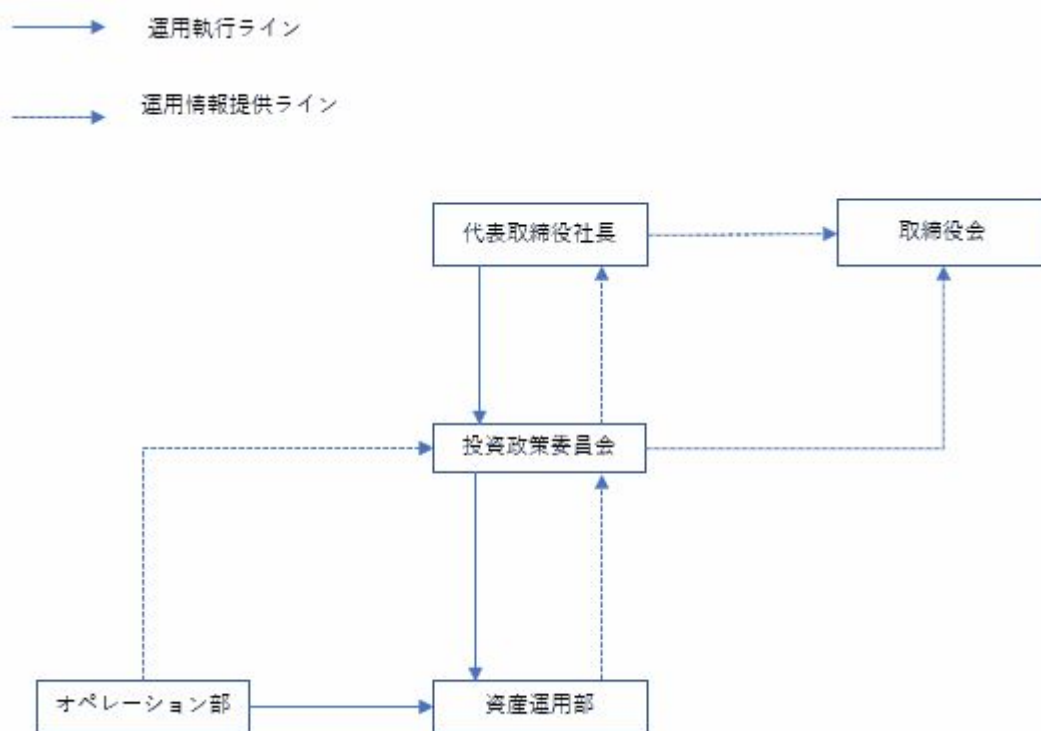 運用執行ライン
運用情報提供ライン
代表取締役社長
取締役会
投資政策委員会
オペレーション部
資産運用部